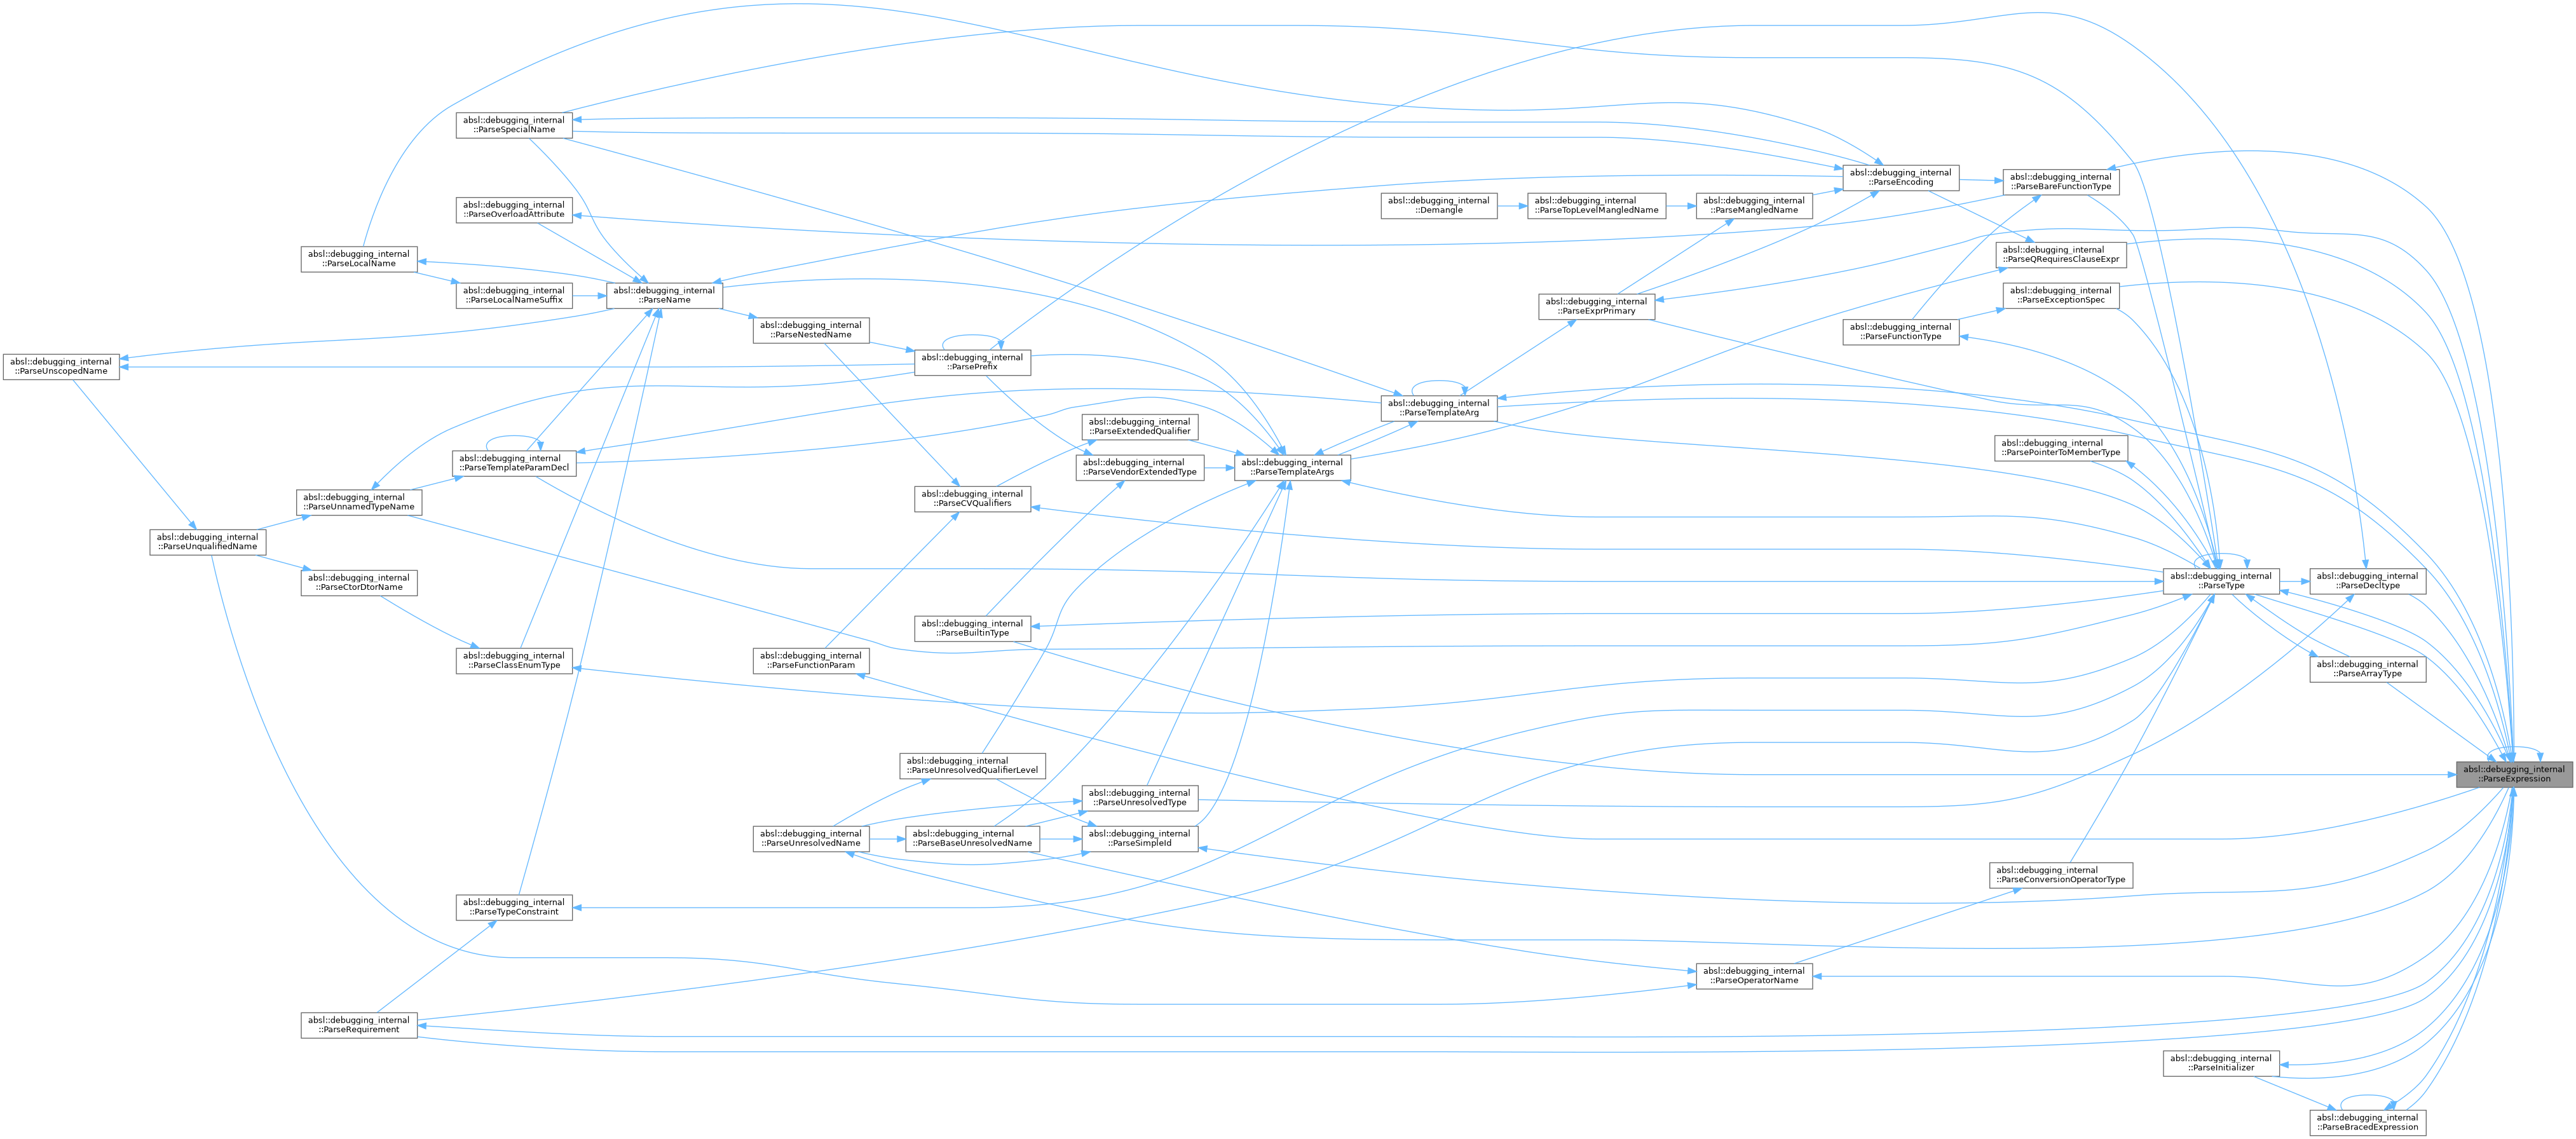 absl::debugging_internal
::ParseSpecialName
absl::debugging_internal
::ParseOverloadAttribute
absl::debugging_internal
::ParseLocalName
absl::debugging_internal
::ParseLocalNameSuffix
absl::debugging_internal
::ParseName
absl::debugging_internal
::ParseNestedName
absl::debugging_internal
::ParseUnscopedName
absl::debugging_internal
::ParsePrefix
absl::debugging_internal
::ParseTemplateParamDecl
absl::debugging_internal
::ParseUnnamedTypeName
absl::debugging_internal
::ParseUnqualifiedName
absl::debugging_internal
::ParseCtorDtorName
absl::debugging_internal
::ParseClassEnumType
absl::debugging_internal
::ParseExtendedQualifier
absl::debugging_internal
::ParseVendorExtendedType
absl::debugging_internal
::ParseCVQualifiers
absl::debugging_internal
::ParseBuiltinType
absl::debugging_internal
::ParseFunctionParam
absl::debugging_internal
::ParseUnresolvedQualifierLevel
absl::debugging_internal
::ParseUnresolvedType
absl::debugging_internal
::ParseUnresolvedName
absl::debugging_internal
::ParseBaseUnresolvedName
absl::debugging_internal
::ParseSimpleId
absl::debugging_internal
::ParseTypeConstraint
absl::debugging_internal
::ParseRequirement
absl::debugging_internal
::Demangle
absl::debugging_internal
::ParseTopLevelMangledName
absl::debugging_internal
::ParseMangledName
absl::debugging_internal
::ParseEncoding
absl::debugging_internal
::ParseBareFunctionType
absl::debugging_internal
::ParseQRequiresClauseExpr
absl::debugging_internal
::ParseExceptionSpec
absl::debugging_internal
::ParseExprPrimary
absl::debugging_internal
::ParseFunctionType
absl::debugging_internal
::ParseTemplateArg
absl::debugging_internal
::ParseTemplateArgs
absl::debugging_internal
::ParsePointerToMemberType
absl::debugging_internal
::ParseType
absl::debugging_internal
::ParseDecltype
absl::debugging_internal
::ParseArrayType
absl::debugging_internal
::ParseExpression
absl::debugging_internal
::ParseConversionOperatorType
absl::debugging_internal
::ParseOperatorName
absl::debugging_internal
::ParseInitializer
absl::debugging_internal
::ParseBracedExpression